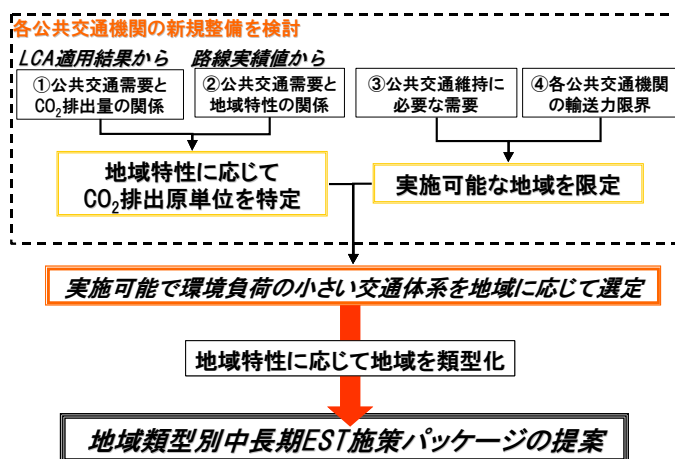 各公共交通機関の新規整備を検討
LCA適用結果から 路線実績値から
①公共交通需要と
CO₂排出量の関係
②公共交通需要と
地域特性の関係
③公共交通維持に
必要な需要
④各公共交通機関
の輸送力限界
地域特性に応じて
CO₂排出原単位を特定
実施可能な地域を限定
実施可能で環境負荷の小さい交通体系を地域に応じて選定
地域特性に応じて地域を類型化
地域類型別中長期EST施策パッケージの提案